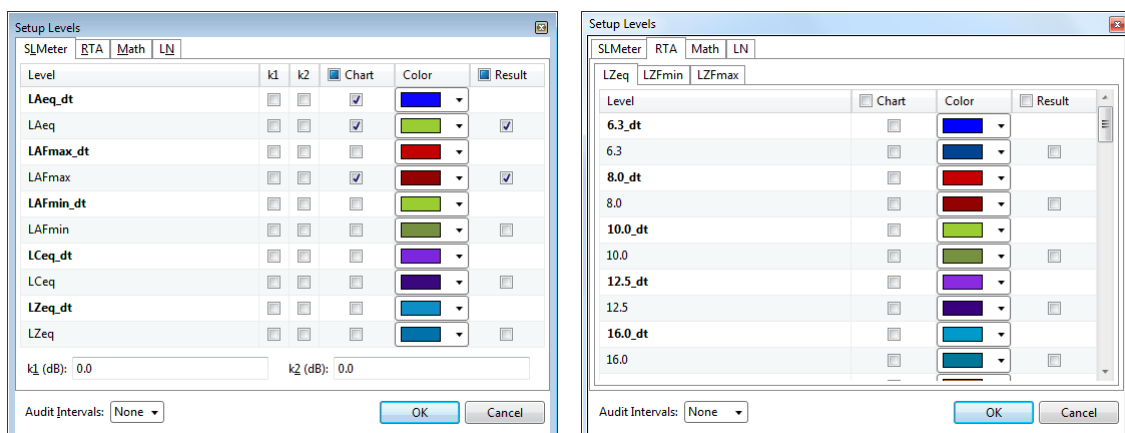 Setup Levels
SLMeter RTA Math LN
Level k1 k2 Chart Color Result
LAeq_dt
LAeq
LAFmax_dt
LAFmax
LAFmin_dt
LAFmin
LCeq_dt
LCeq
LZeq_dt
LZeq
k1 (dB): 0.0 k2 (dB): 0.0
Audit Intervals: None OK Cancel
Setup Levels
SLMeter RTA Math LN
LZeq LZFmin LZFmax
Level Chart Color Result
6.3_dt
6.3
8.0_dt
8.0
10.0_dt
10.0
12.5_dt
12.5
16.0_dt
16.0
Audit Intervals: None OK Cancel